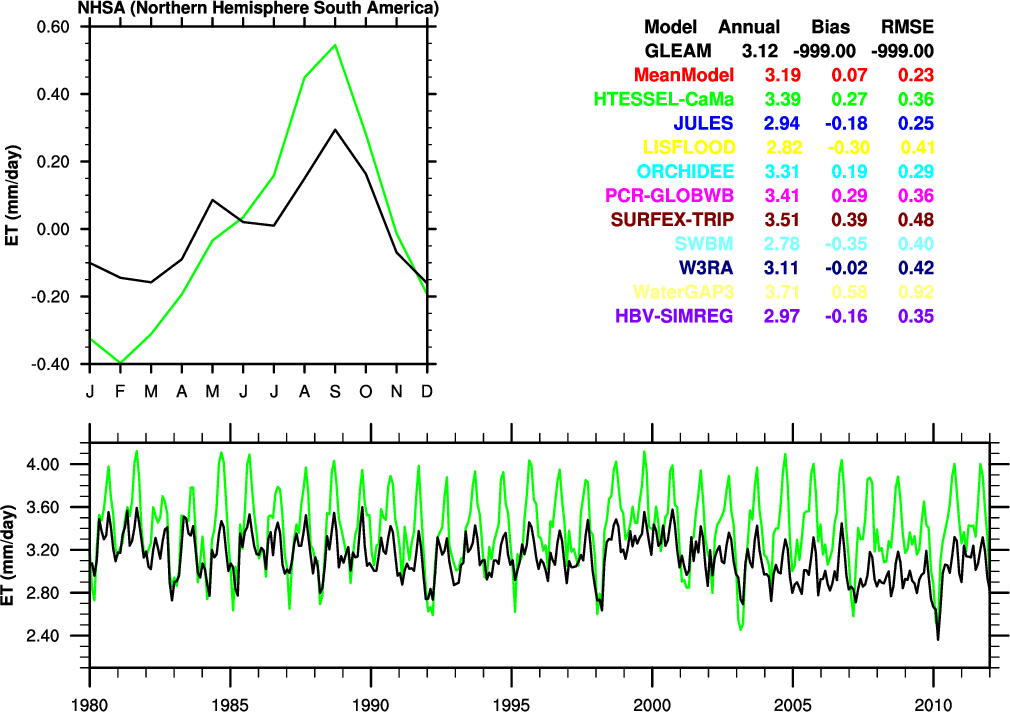 NHSA (Northern Hemisphere South America)
0.60
0.40
0.20
0.00
-0.20
-0.40
ET (mm/day)
J F M A M J J A S O N D
Model Annual Bias RMSE
GLEAM 3.12 -999.00 -999.00
MeanModel 3.19 0.07 0.23
HTESSEL-CaMa 3.39 0.27 0.36
JULES 2.94 -0.18 0.25
LISFLOOD 2.82 -0.30 0.41
ORCHIDEE 3.31 0.19 0.29
PCR-GLOBWB 3.41 0.29 0.36
SURFEX-TRIP 3.51 0.39 0.48
SWBM 2.78 -0.35 0.40
W3RA 3.11 -0.02 0.42
WaterGAP3 3.71 0.58 0.92
HBV-SIMREG 2.97 -0.16 0.35
4.00
3.60
3.20
2.80
2.40
ET (mm/day)
1980 1985 1990 1995 2000 2005 2010